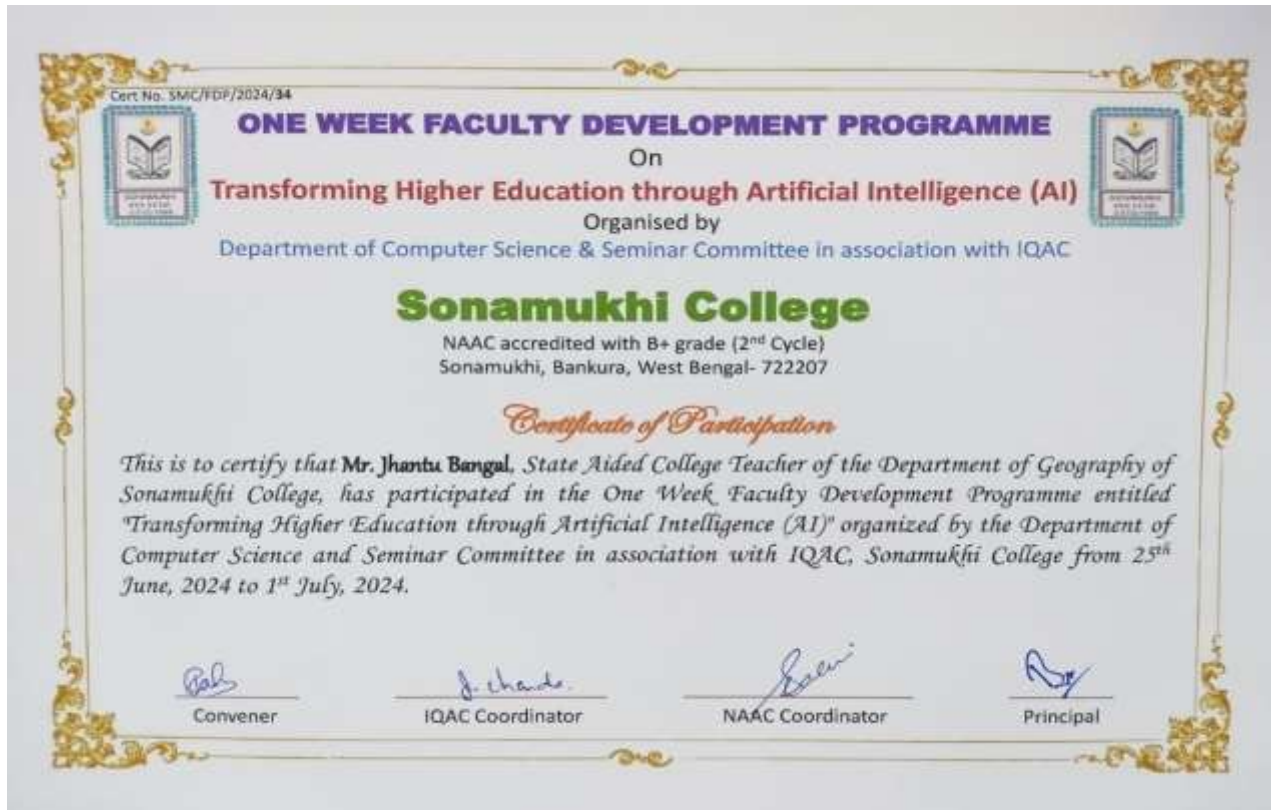 Cert No. SMC/FDP/2024/34
ONE WEEK FACULTY DEVELOPMENT PROGRAMME
On
Transforming Higher Education through Artificial Intelligence (AI)
Organised by
Department of Computer Science & Seminar Committee in association with IQAC
Sonamukhi College
NAAC accredited with B+ grade (2nd Cycle)
Sonamukhi, Bankura, West Bengal- 722207
Certificate of Participation
This is to certify that Mr. Jhantu Bangal, State Aided College Teacher of the Department of Geography of
Sonamukhi College, has participated in the One Week Faculty Development Programme entitled
"Transforming Higher Education through Artificial Intelligence (AI)" organized by the Department of
Computer Science and Seminar Committee in association with IQAC, Sonamukhi College from 25th
June, 2024 to 1st July, 2024.
J. Chanda.
Convener
IQAC Coordinator
NAAC Coordinator
Principal